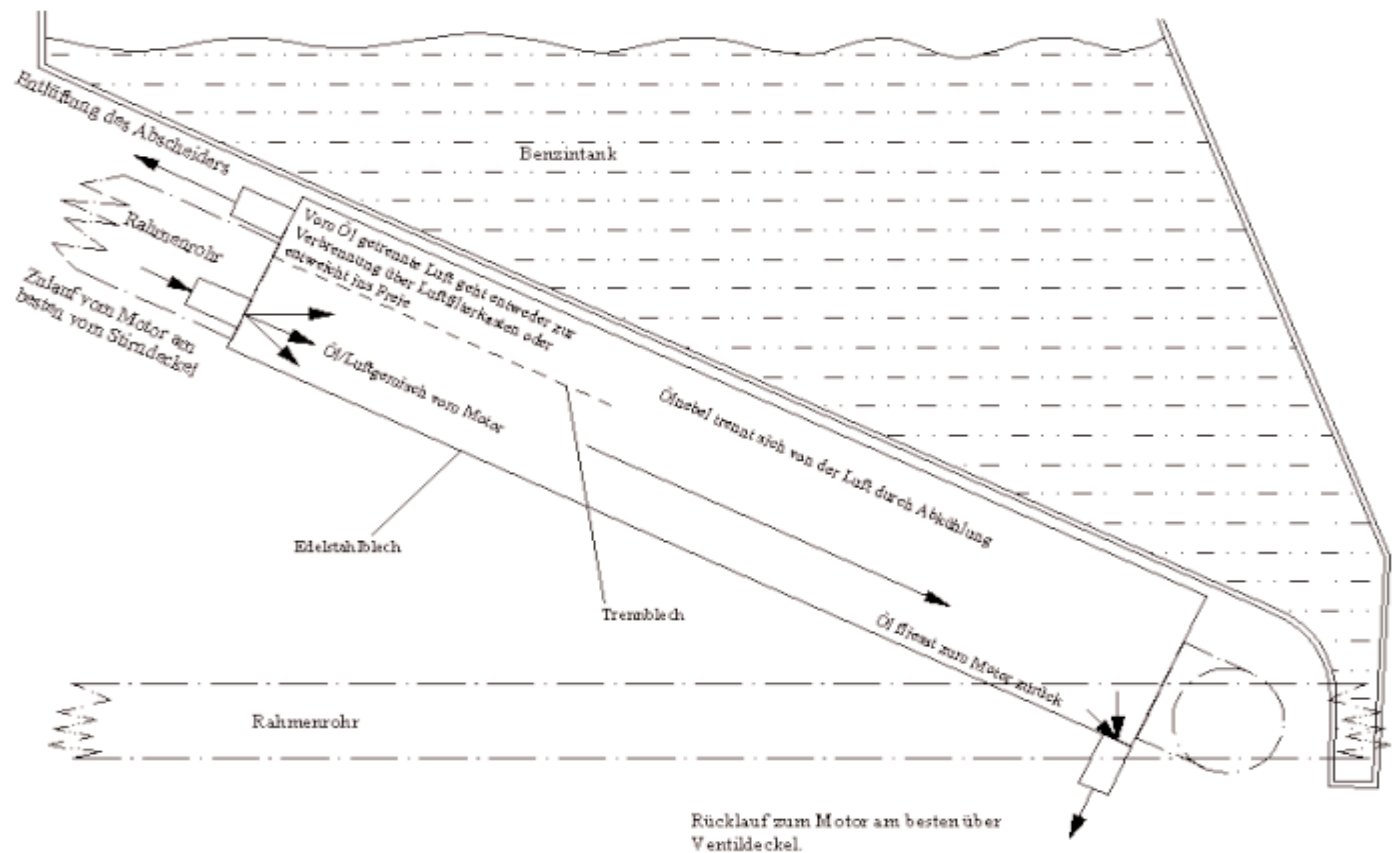 Entlüftung des Abscheiders
Benzintank
Rahmenrohr
Vom Öl getrennte Luft geht entweder zur
Verbrennung über Luftfilterkasten oder
entweicht ins Freie
Zulauf vom Motor am
besten vom Stirndeckel
Öl/Luftgemisch vom Motor
Ölnebel trennt sich von der Luft durch Abkühlung
Edelstahlblech
Trennblech
Öl fliesst zum Motor zurück
Rahmenrohr
Rücklauf zum Motor am besten über
Ventildeckel.